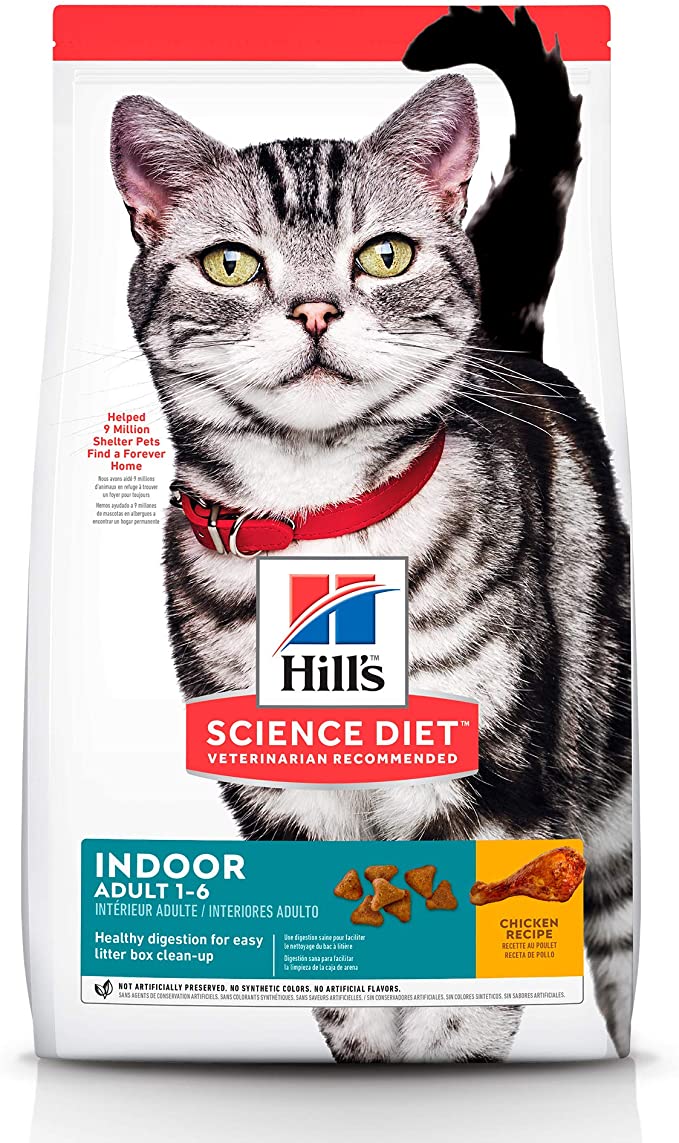 Helped
9 Million
Shelter Pets
Find a Forever
Home
Nous avons aidé 9 millions
d'animaux en refuge à trouver
un foyer pour toujours
Hemos ayudado a 9 millones
de mascotas en albergues a
encontrar un hogar permanente
Hill's™
SCIENCE DIET™
VETERINARIAN RECOMMENDED
INDOOR
ADULT 1-6
INTÉRIEUR ADULTE / INTERIORES ADULTO
Healthy digestion for easy
litter box clean-up
Une digestion saine pour faciliter
le nettoyage du bac à litière
Digestión sana para facilitar
la limpieza de la caja de arena
CHICKEN
RECIPE
RECETTE AU POULET
RECETA DE POLLO
NOT ARTIFICIALLY PRESERVED. NO SYNTHETIC COLORS. NO ARTIFICIAL FLAVORS.
SANS AGENTS DE CONSERVATION ARTIFICIELS. SANS COLORANTS SYNTHÉTIQUES. SANS SAVEURS ARTIFICIELLES. / SIN CONSERVADORES ARTIFICIALES. SIN COLORES SINTETICOS. SIN SABORES ARTIFICIALES.